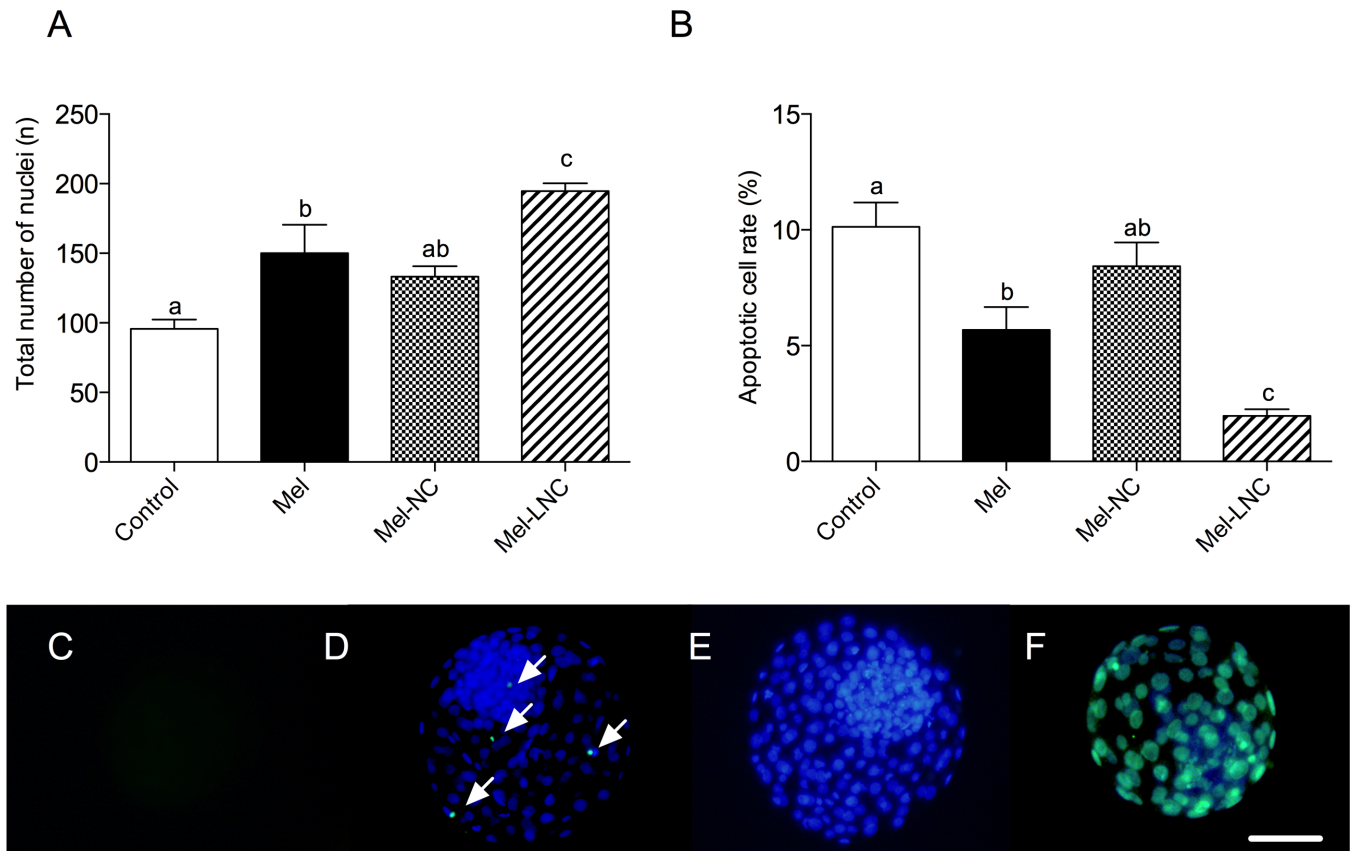 A
Total number of nuclei (n)
250
200
150
100
50
0
a
b
ab
c
Control
Mel
Mel-NC
Mel-LNC
B
Apoptotic cell rate (%)
15
10
5
0
a
b
ab
c
Control
Mel
Mel-NC
Mel-LNC
C
D
E
F